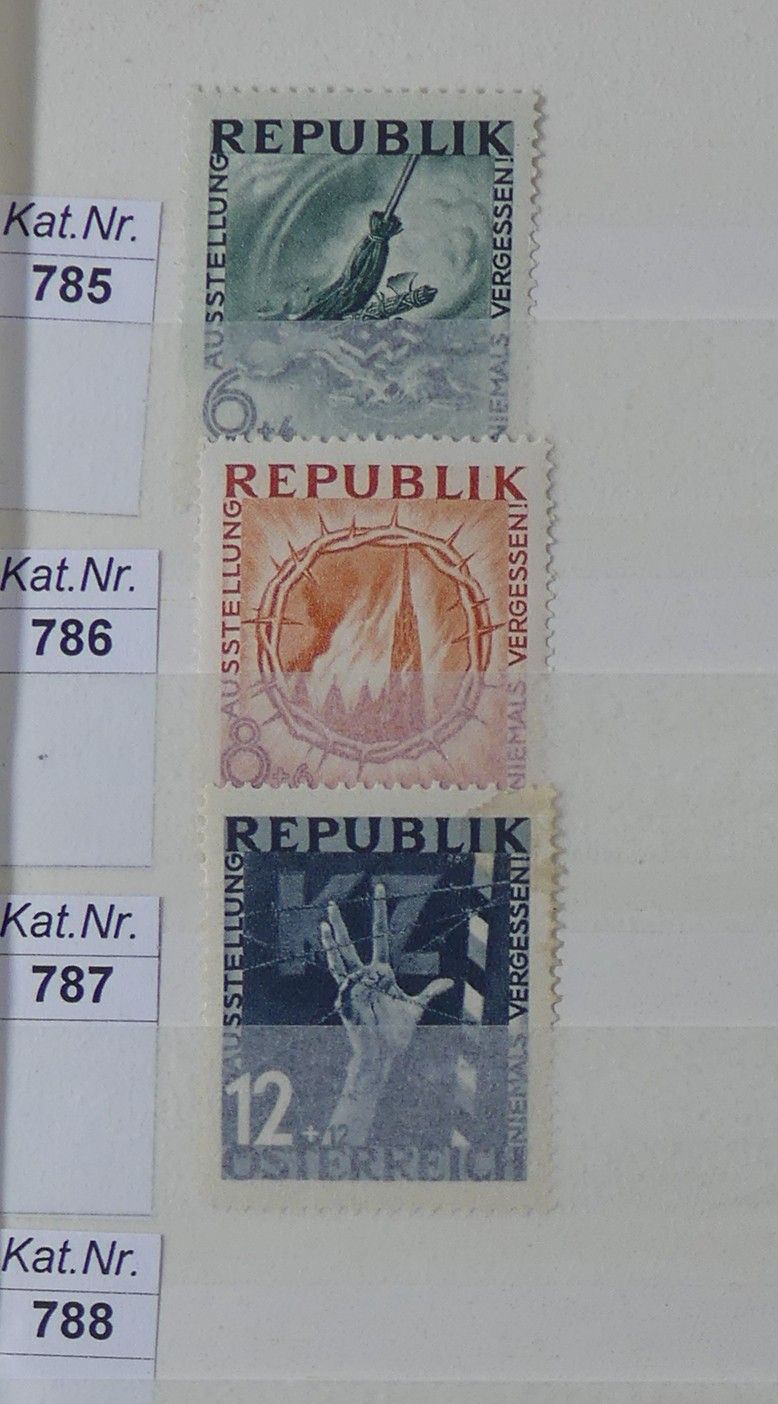 Kat.Nr.
785
REPUBLIK
AUSSTELLUNG
NIEMALS VERGESSEN!
6+4
Kat.Nr.
786
REPUBLIK
AUSSTELLUNG
NIEMALS VERGESSEN!
8+6
Kat.Nr.
787
REPUBLIK
AUSSTELLUNG
NIEMALS VERGESSEN!
KZ
12+12
ÖSTERREICH
Kat.Nr.
788